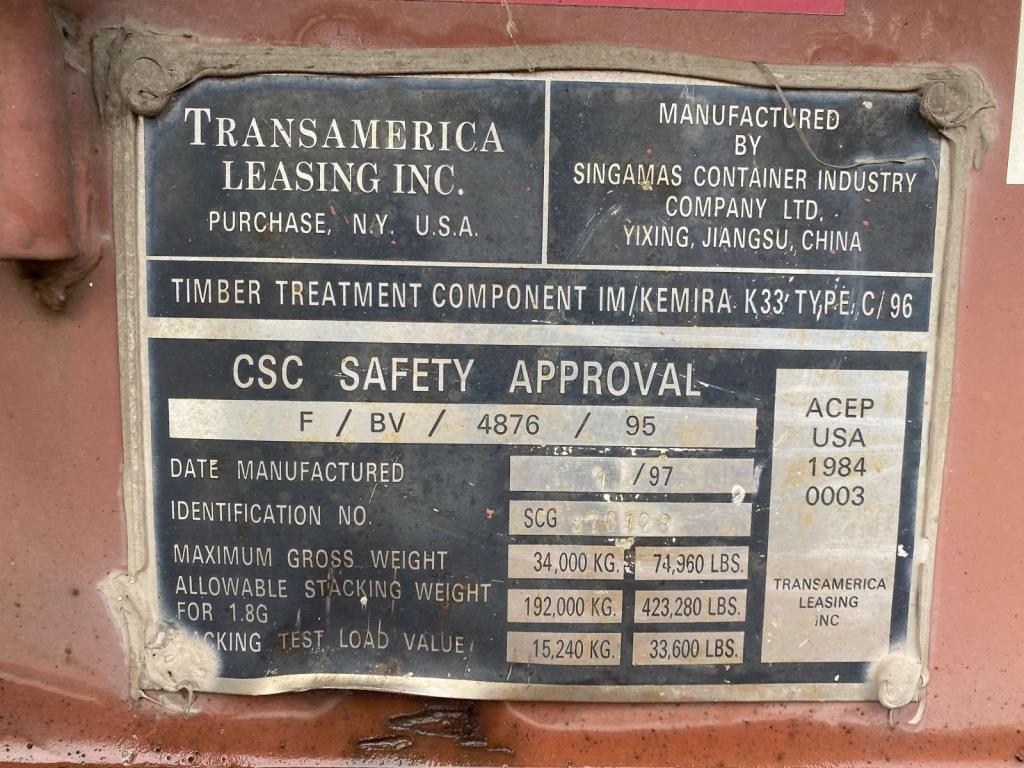 TRANSAMERICA
LEASING INC.
PURCHASE, N.Y. U.S.A.
MANUFACTURED
BY
SINGAMAS CONTAINER INDUSTRY
COMPANY LTD,
YIXING, JIANGSU, CHINA
TIMBER TREATMENT COMPONENT IM/KEMIRA K33 TYPE C/96
CSC SAFETY APPROVAL
F / BV / 4876 / 95
DATE MANUFACTURED /97
IDENTIFICATION NO. SCG
MAXIMUM GROSS WEIGHT 34,000 KG. 74,960 LBS.
ALLOWABLE STACKING WEIGHT
FOR 1.8G 192,000 KG. 423,280 LBS.
TEST LOAD VALUE 15,240 KG. 33,600 LBS.
ACEP
USA
1984
0003
TRANSAMERICA
LEASING
INC